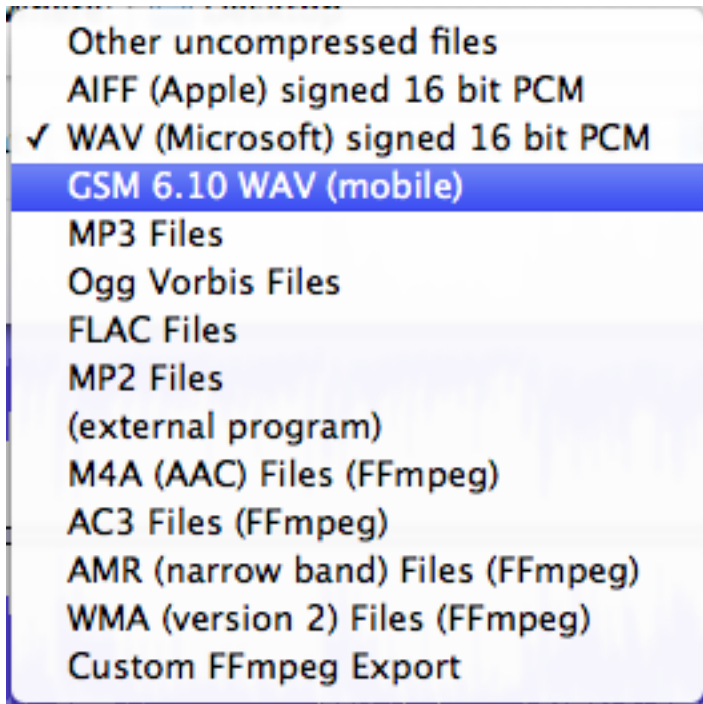 Other uncompressed files
AIFF (Apple) signed 16 bit PCM
✓ WAV (Microsoft) signed 16 bit PCM
GSM 6.10 WAV (mobile)
MP3 Files
Ogg Vorbis Files
FLAC Files
MP2 Files
(external program)
M4A (AAC) Files (FFmpeg)
AC3 Files (FFmpeg)
AMR (narrow band) Files (FFmpeg)
WMA (version 2) Files (FFmpeg)
Custom FFmpeg Export